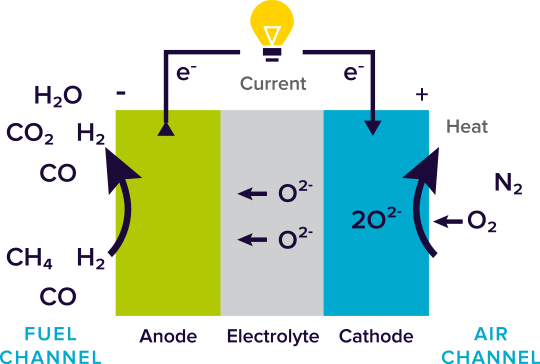 e⁻
Current
e⁻
H₂O
-
+
CO₂ H₂
Heat
CO
N₂
O²⁻
2O²⁻
O₂
O²⁻
CH₄ H₂
CO
FUEL
CHANNEL
Anode
Electrolyte
Cathode
AIR
CHANNEL